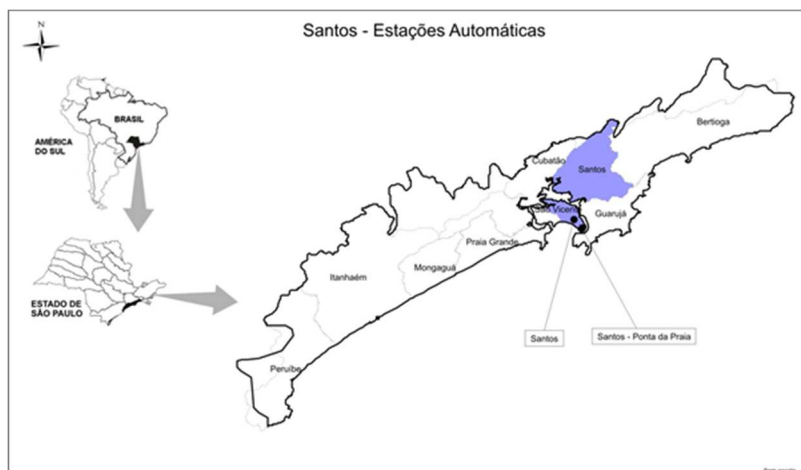 Santos - Estações Automáticas
N
BRASIL
AMÉRICA
DO SUL
Bertioga
Cubatão
Santos
São Vicente
Guarujá
Praia Grande
Mongaguá
Itanhaém
ESTADO DE
SÃO PAULO
Santos
Santos - Ponta da Praia
Peruíbe